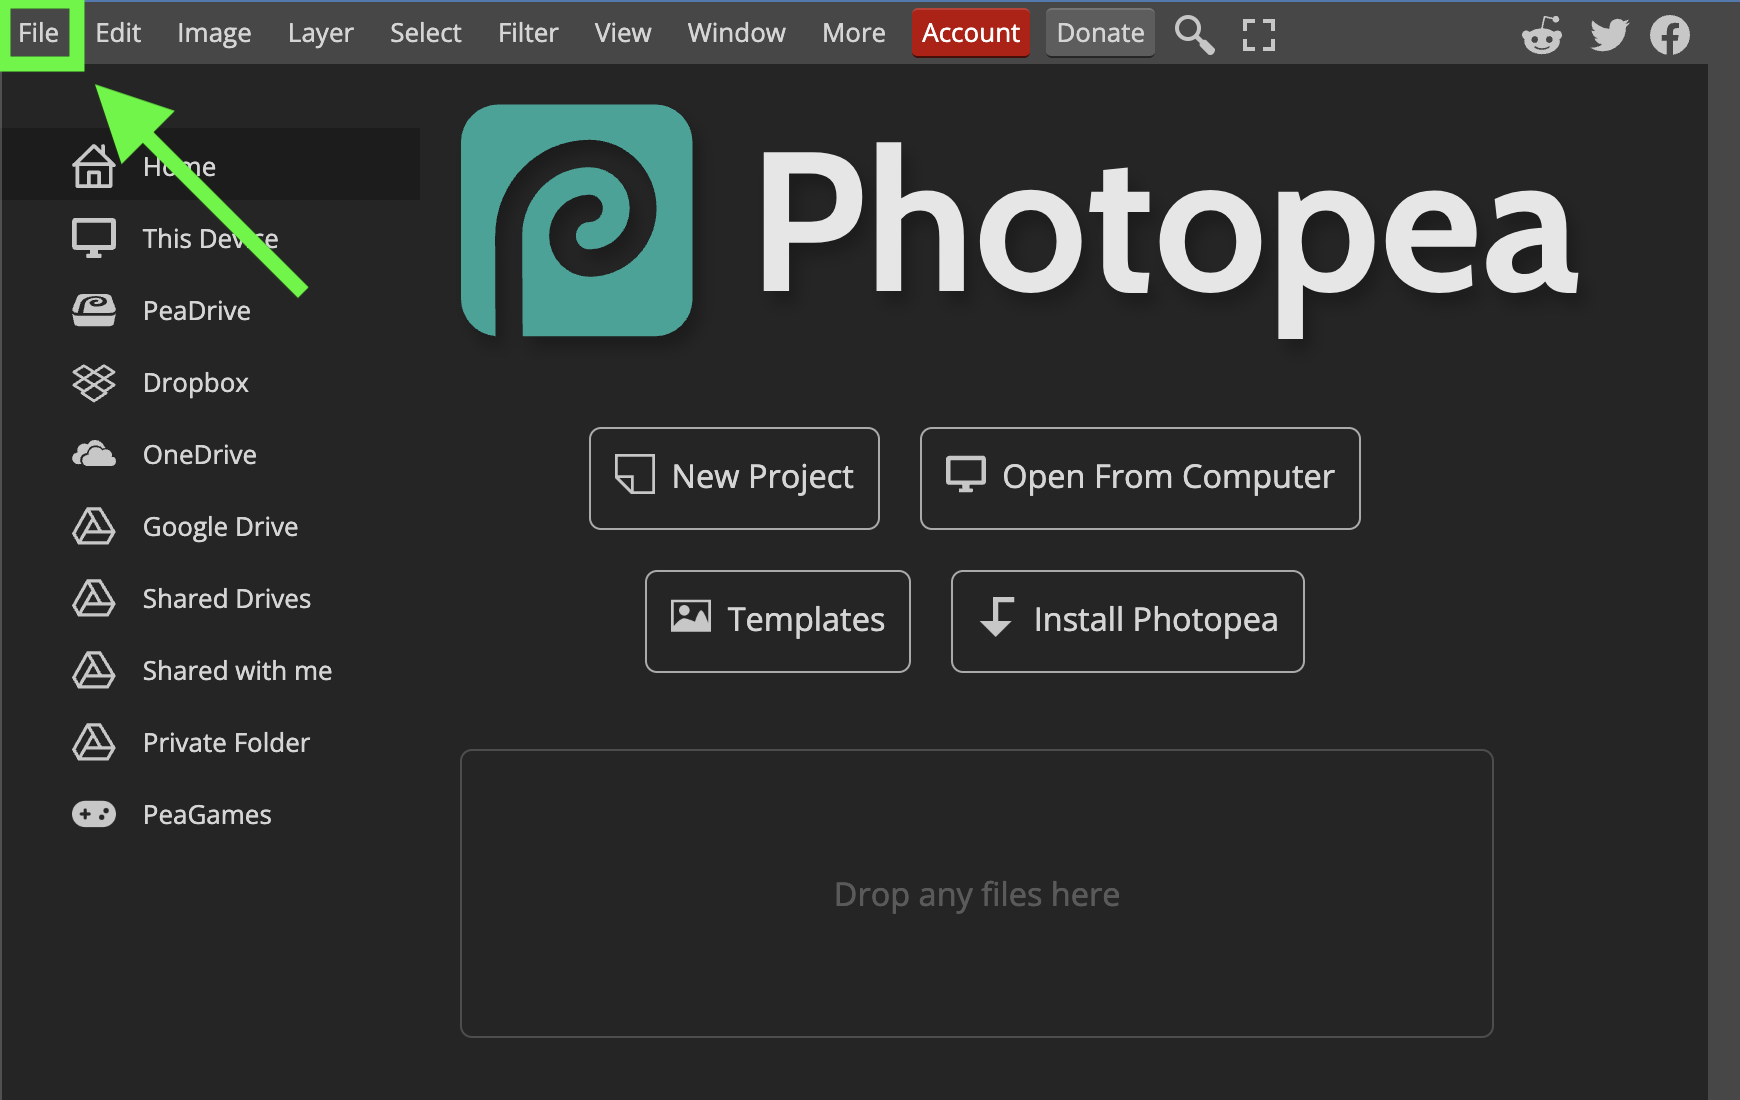 File Edit Image Layer Select Filter View Window More Account Donate
Home
This Device
PeaDrive
Dropbox
OneDrive
Google Drive
Shared Drives
Shared with me
Private Folder
PeaGames
Photopea
New Project
Open From Computer
Templates
Install Photopea
Drop any files here